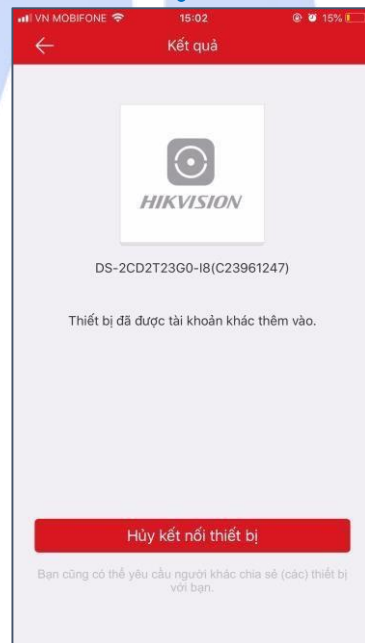 VN MOBIFONE 15:02 15%
Kết quả
HIKVISION
DS-2CD2T23G0-I8(C23961247)
Thiết bị đã được tài khoản khác thêm vào.
Hủy kết nối thiết bị
Bạn cũng có thể yêu cầu người khác chia sẻ (các) thiết bị
với bạn.